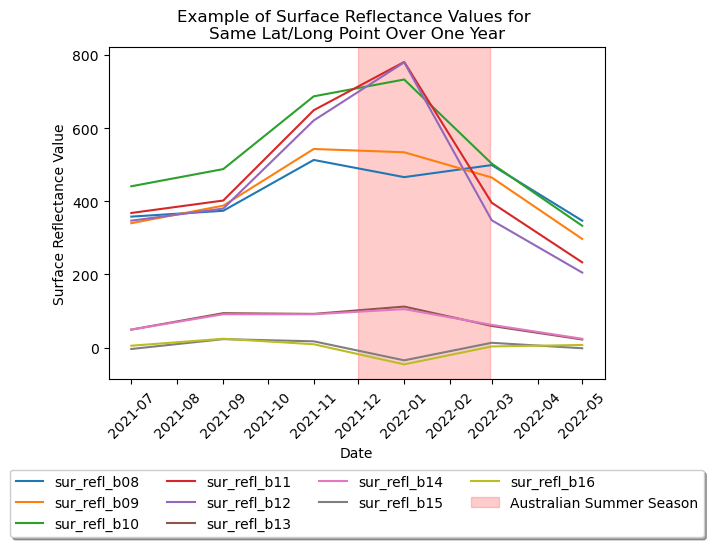 Example of Surface Reflectance Values for
Same Lat/Long Point Over One Year
Surface Reflectance Value
800
600
400
200
0
2021-07
2021-08
2021-09
2021-10
2021-11
2021-12
2022-01
2022-02
2022-03
2022-04
2022-05
Date
sur_refl_b08
sur_refl_b09
sur_refl_b10
sur_refl_b11
sur_refl_b12
sur_refl_b13
sur_refl_b14
sur_refl_b15
sur_refl_b16
Australian Summer Season